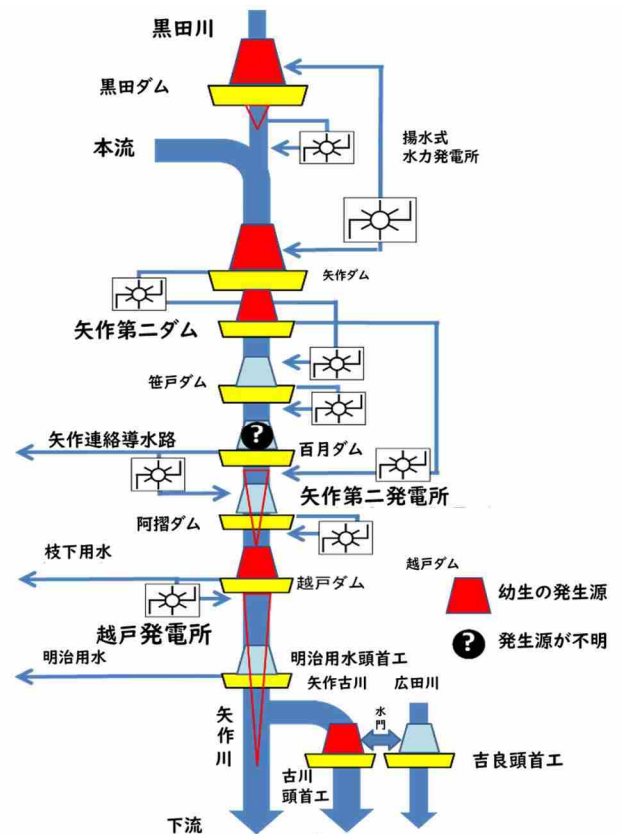 黒田川
黒田ダム
本流
揚水式
水力発電所
矢作ダム
矢作第二ダム
笹戸ダム
?
矢作連絡導水路
百月ダム
矢作第二発電所
阿摺ダム
枝下用水
越戸ダム
越戸ダム
幼生の発生源
越戸発電所
?
発生源が不明
明治用水
明治用水頭首工
矢作古川
広田川
矢作川
水門
古川
頭首工
吉良頭首工
下流